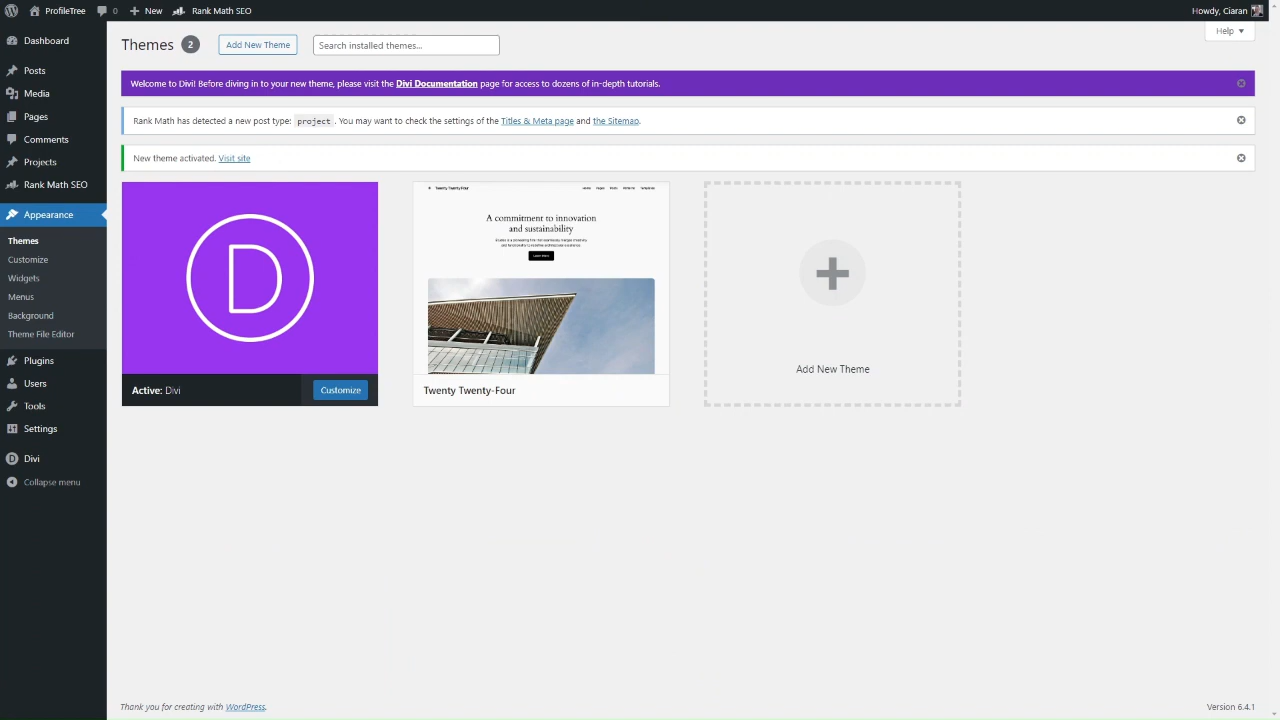 ProfileTree
0
New
Rank Math SEO
Howdy, Ciaran
Dashboard
Posts
Media
Pages
Comments
Projects
Rank Math SEO
Appearance
Themes
Customize
Widgets
Menus
Background
Theme File Editor
Plugins
Users
Tools
Settings
Divi
Collapse menu
Themes 2
Add New Theme
Search installed themes...
Help
Welcome to Divi! Before diving in to your new theme, please visit the Divi Documentation page for access to dozens of in-depth tutorials.
Rank Math has detected a new post type: project . You may want to check the settings of the Titles & Meta page and the Sitemap.
New theme activated. Visit site
D
Active: Divi
Customize
Twenty Twenty-Four
A commitment to innovation
and sustainability
Twenty Twenty-Four
Add New Theme
Thank you for creating with WordPress.
Version 6.4.1